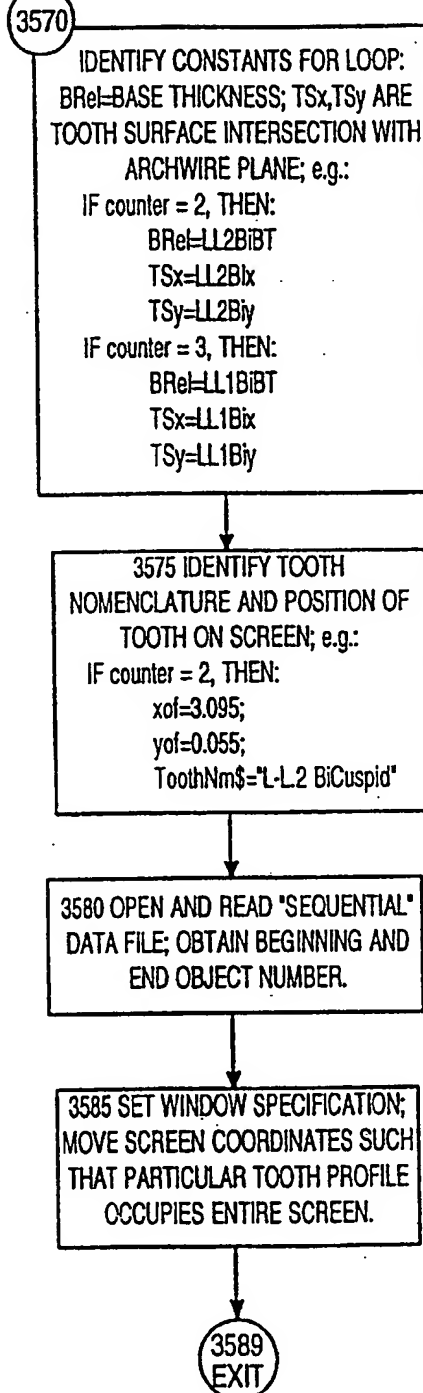 3570
IDENTIFY CONSTANTS FOR LOOP:
BRel=BASE THICKNESS; TSx,TSy ARE
TOOTH SURFACE INTERSECTION WITH
ARCHWIRE PLANE; e.g.:
IF counter = 2, THEN:
BRel=LL2BiBT
TSx=LL2BIx
TSy=LL2Biy
IF counter = 3, THEN:
BRel=LL1BiBT
TSx=LL1Bix
TSy=LL1Biy
3575 IDENTIFY TOOTH
NOMENCLATURE AND POSITION OF
TOOTH ON SCREEN; e.g.:
IF counter = 2, THEN:
xof=3.095;
yof=0.055;
ToothNm$="L-L.2 BiCuspid"
3580 OPEN AND READ "SEQUENTIAL"
DATA FILE; OBTAIN BEGINNING AND
END OBJECT NUMBER.
3585 SET WINDOW SPECIFICATION;
MOVE SCREEN COORDINATES SUCH
THAT PARTICULAR TOOTH PROFILE
OCCUPIES ENTIRE SCREEN.
3589
EXIT